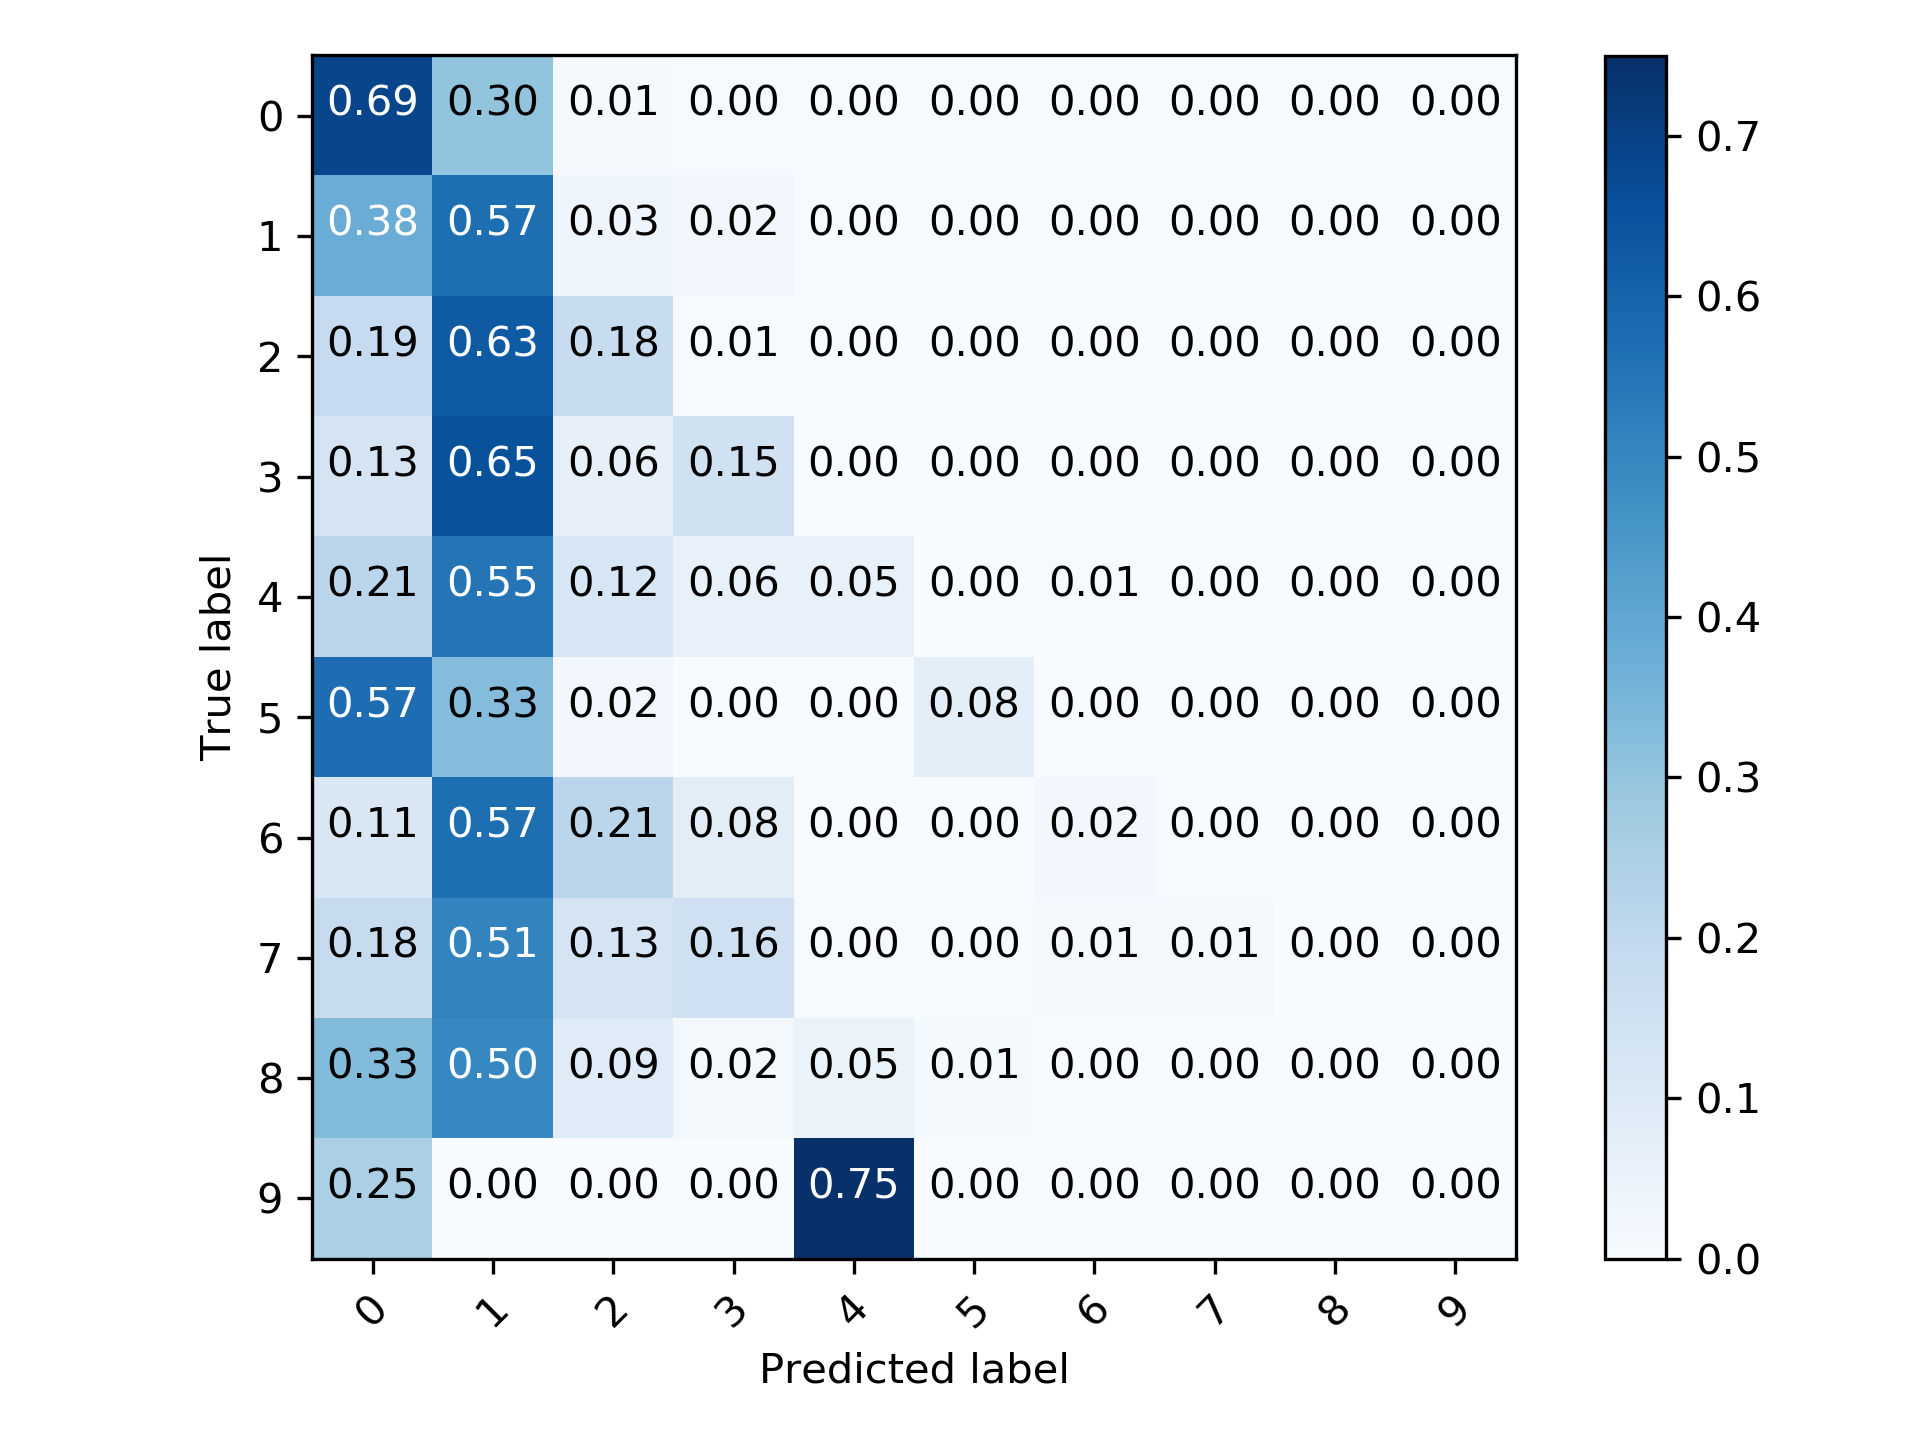 0 0.69 0.30 0.01 0.00 0.00 0.00 0.00 0.00 0.00 0.00
1 0.38 0.57 0.03 0.02 0.00 0.00 0.00 0.00 0.00 0.00
2 0.19 0.63 0.18 0.01 0.00 0.00 0.00 0.00 0.00 0.00
3 0.13 0.65 0.06 0.15 0.00 0.00 0.00 0.00 0.00 0.00
4 0.21 0.55 0.12 0.06 0.05 0.00 0.01 0.00 0.00 0.00
5 0.57 0.33 0.02 0.00 0.00 0.08 0.00 0.00 0.00 0.00
6 0.11 0.57 0.21 0.08 0.00 0.00 0.02 0.00 0.00 0.00
7 0.18 0.51 0.13 0.16 0.00 0.00 0.01 0.01 0.00 0.00
8 0.33 0.50 0.09 0.02 0.05 0.01 0.00 0.00 0.00 0.00
9 0.25 0.00 0.00 0.00 0.75 0.00 0.00 0.00 0.00 0.00
0 1 2 3 4 5 6 7 8 9
True label
Predicted label
0.7
0.6
0.5
0.4
0.3
0.2
0.1
0.0